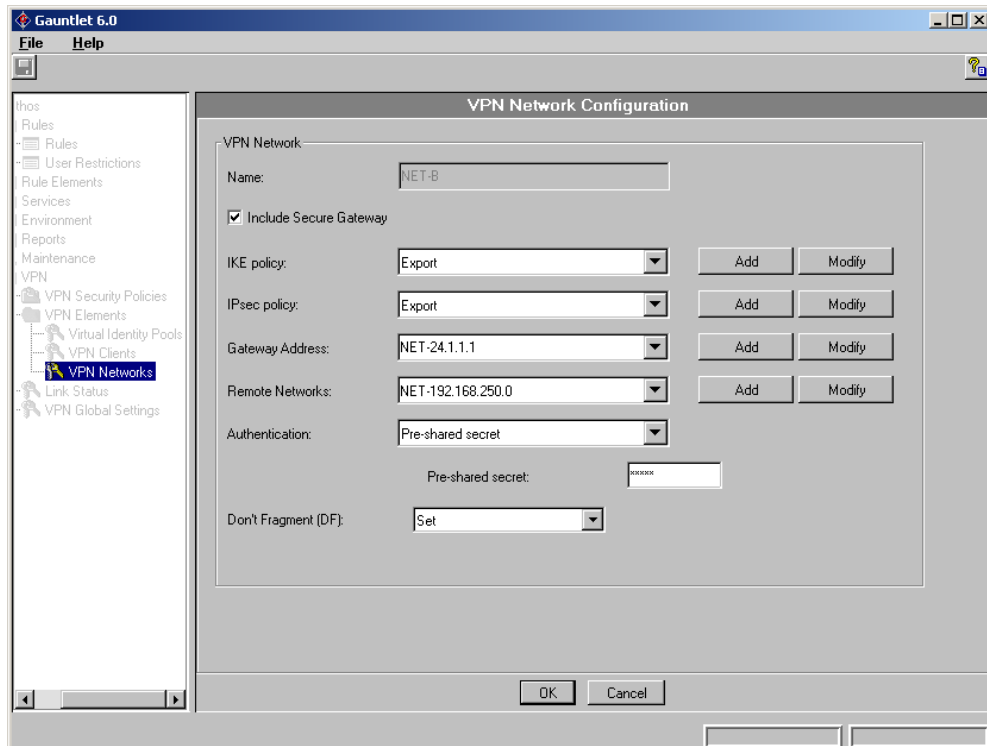 Gauntlet 6.0
File Help
VPN Network Configuration
thos
Rules
Rules
User Restrictions
Rule Elements
Services
Environment
Reports
Maintenance
VPN
VPN Security Policies
VPN Elements
Virtual Identity Pools
VPN Clients
VPN Networks
Link Status
VPN Global Settings
VPN Network
Name: NET-B
Include Secure Gateway
IKE policy: Export Add Modify
IPsec policy: Export Add Modify
Gateway Address: NET-24.1.1.1 Add Modify
Remote Networks: NET-192.168.250.0 Add Modify
Authentication: Pre-shared secret
Pre-shared secret: xxxxx
Don't Fragment (DF): Set
OK Cancel